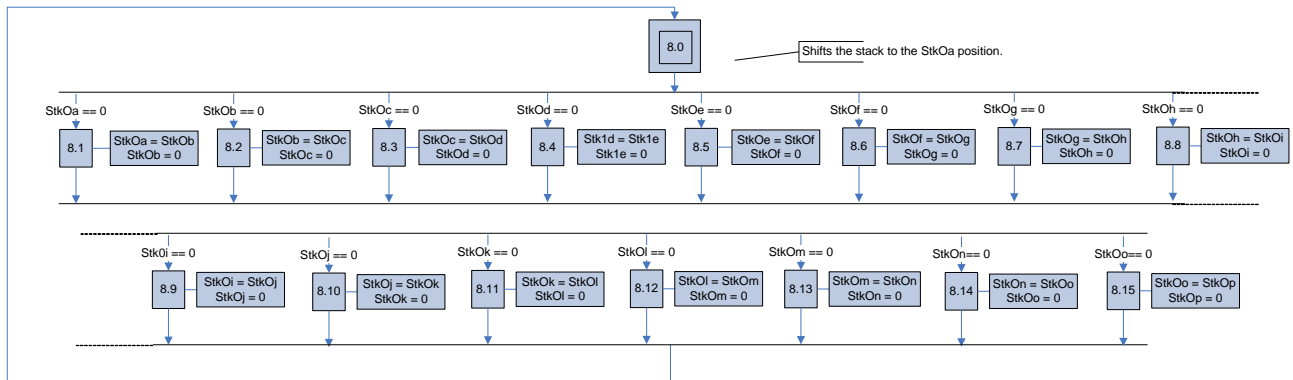 8.0
Shifts the stack to the StkOa position.
StkOa == 0
StkOb == 0
StkOc == 0
StkOd == 0
StkOe == 0
StkOf == 0
StkOg == 0
StkOh == 0
8.1
StkOa = StkOb
StkOb = 0
8.2
StkOb = StkOc
StkOc = 0
8.3
StkOc = StkOd
StkOd = 0
8.4
Stk1d = Stk1e
Stk1e = 0
8.5
StkOe = StkOf
StkOf = 0
8.6
StkOf = StkOg
StkOg = 0
8.7
StkOg = StkOh
StkOh = 0
8.8
StkOh = StkOi
StkOi = 0
Stk0i == 0
StkOj == 0
StkOk == 0
StkOl == 0
StkOm == 0
StkOn== 0
StkOo== 0
8.9
StkOi = StkOj
StkOj = 0
8.10
StkOj = StkOk
StkOk = 0
8.11
StkOk = StkOl
StkOl = 0
8.12
StkOl = StkOm
StkOm = 0
8.13
StkOm = StkOn
StkOn = 0
8.14
StkOn = StkOo
StkOo = 0
8.15
StkOo = StkOp
StkOp = 0